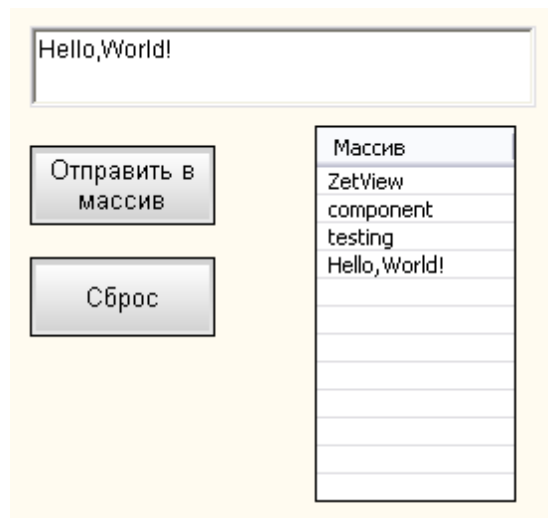 Hello,World!
Отправить в
массив
Сброс
Массив
ZetView
component
testing
Hello,World!